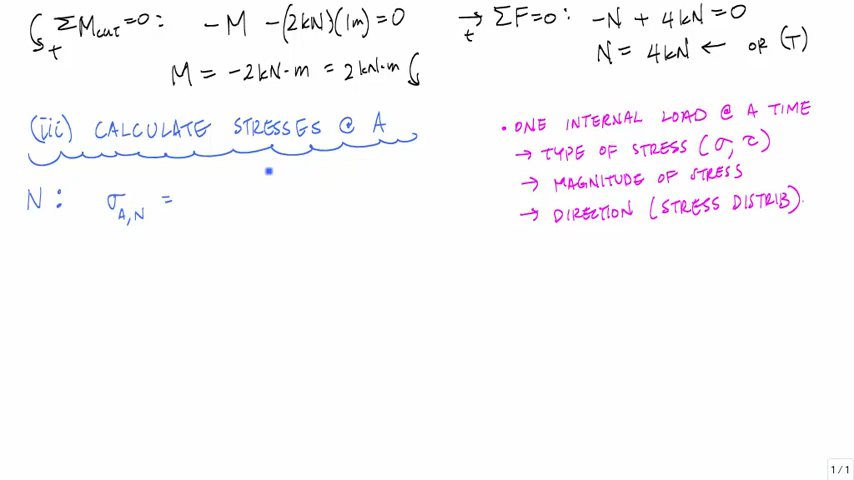 ΣM_CUT=0: -M -(2kN)(1m)=0
+
M = -2kN·m = 2kN·m
→ ΣF=0: -N + 4kN=0
+
N = 4kN ← OR (T)
(iii) CALCULATE STRESSES @ A
N: σ_A,N =
• ONE INTERNAL LOAD @ A TIME
→ TYPE OF STRESS (σ, τ)
→ MAGNITUDE OF STRESS
→ DIRECTION (STRESS DISTRIB).
1/1